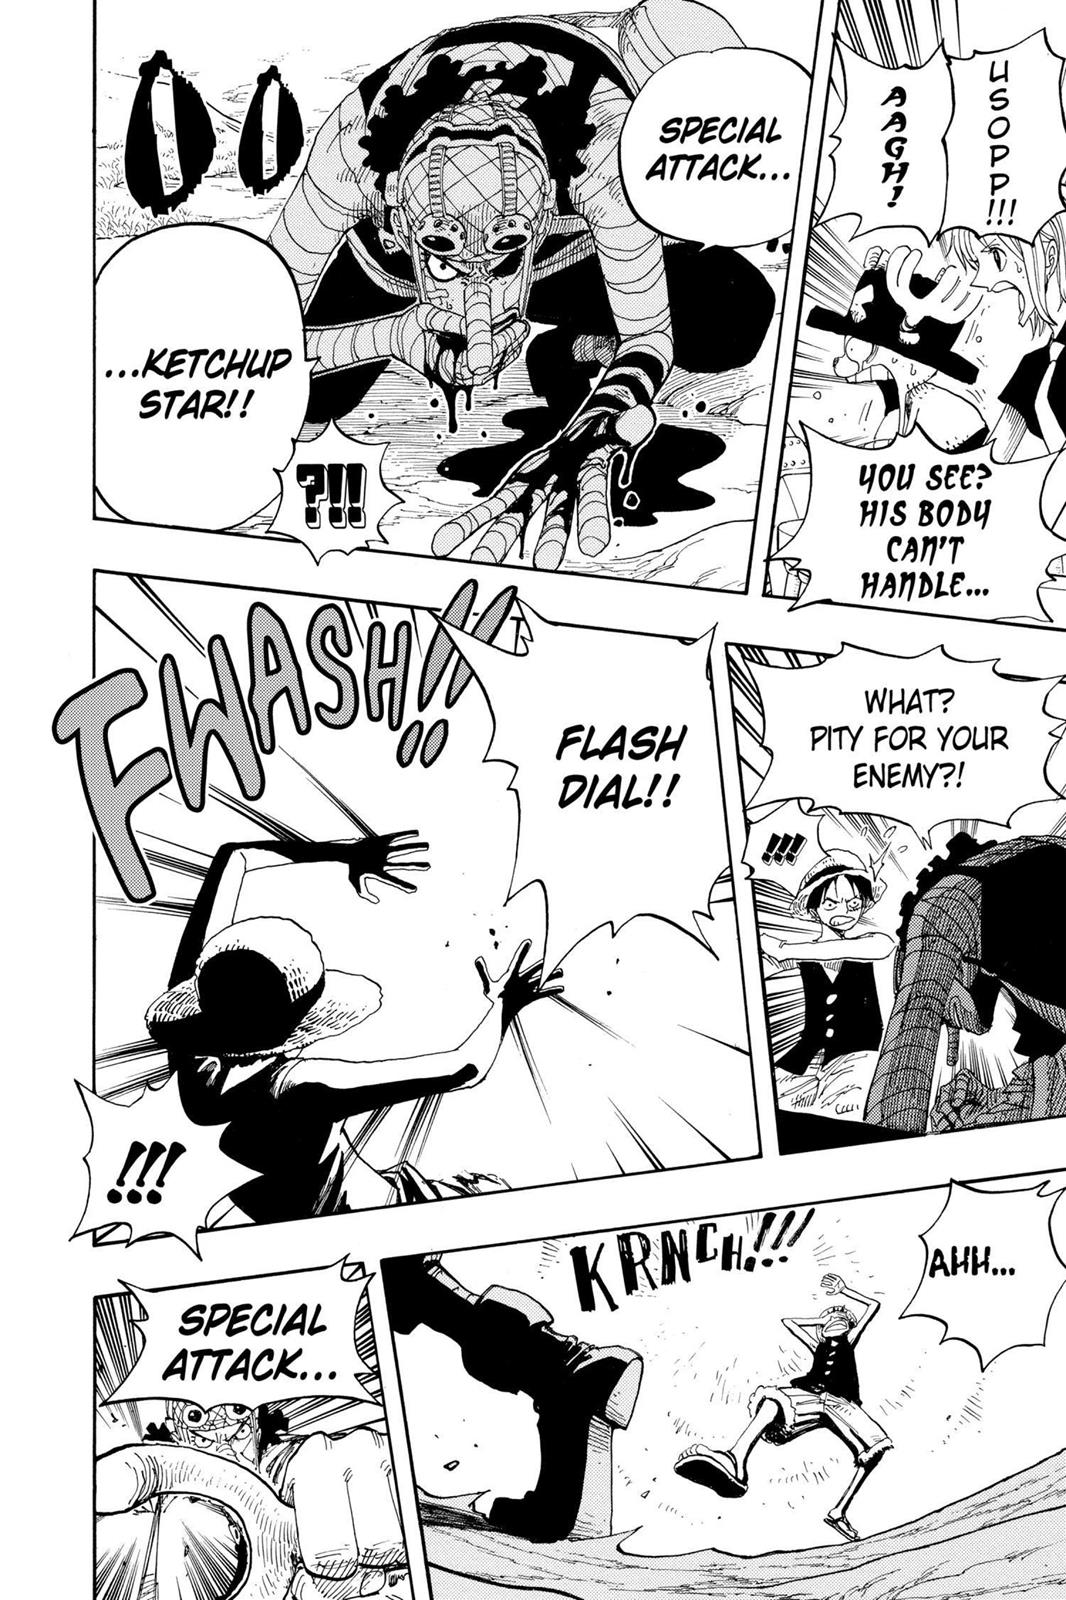 USOPP!!!
AAGH!
YOU SEE?
HIS BODY
CAN'T
HANDLE...
SPECIAL
ATTACK...
...KETCHUP
STAR!!
?!!
WHAT?
PITY FOR YOUR
ENEMY?!
!!!
FLASH
DIAL!!
FWASH!!
!!!
AHH...
KRNCH!!!
SPECIAL
ATTACK...